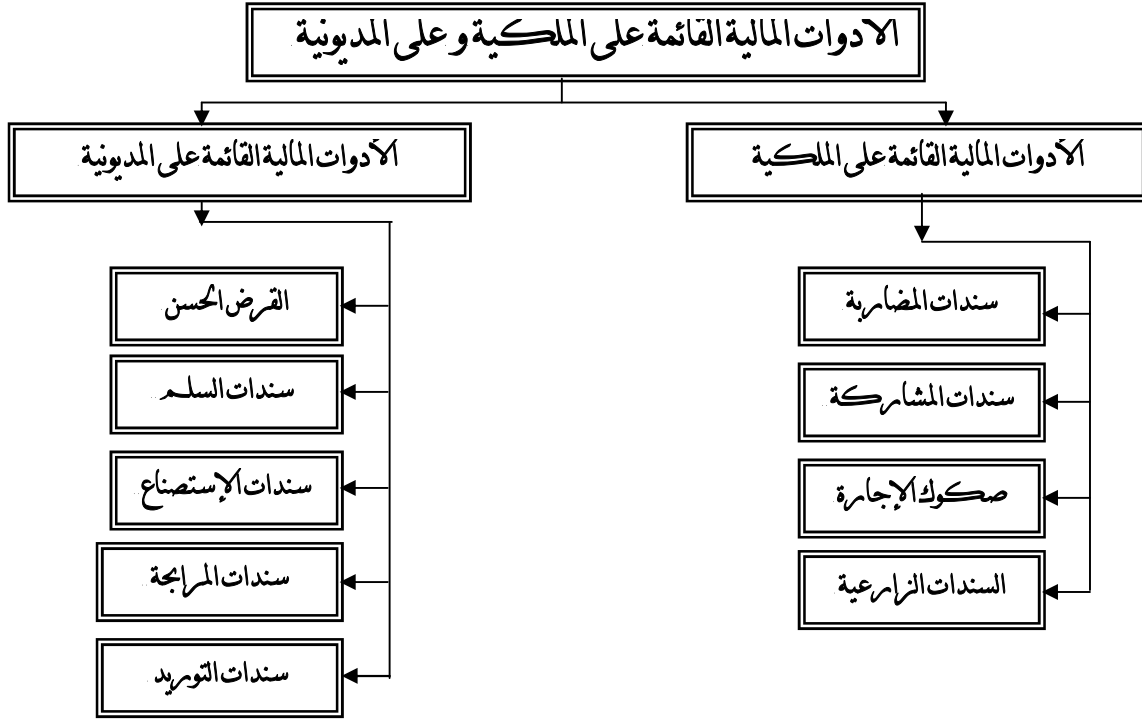 الادوات المالية القائمة على الملكية وعلى المديونية
الأدوات المالية القائمة على الملكية
الأدوات المالية القائمة على المديونية
سندات المضاربة
سندات المشاركة
صكوك الإجارة
السندات الزارعية
القرض الحسن
سندات السلم
سندات الإستصناع
سندات المرابحة
سندات التوريد